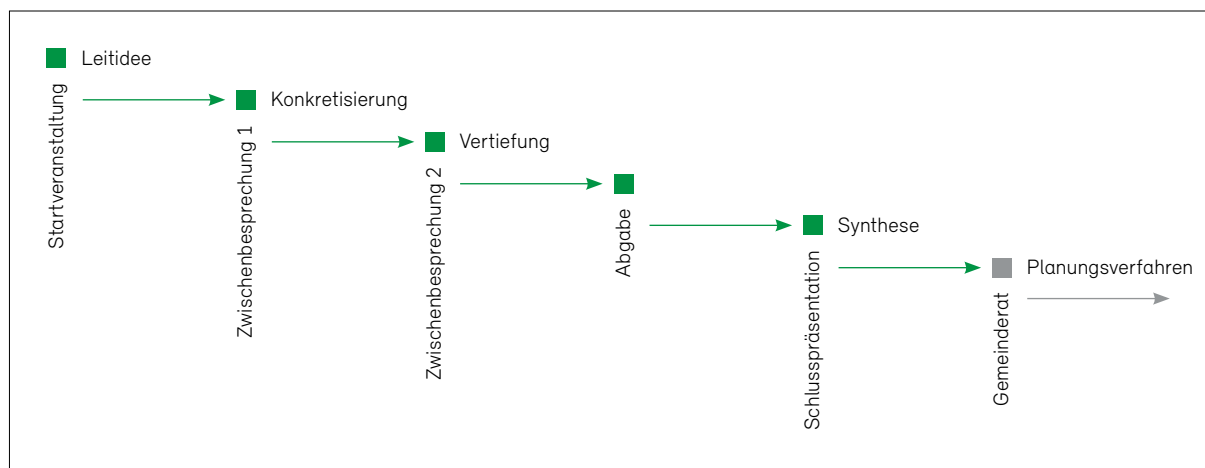 Leitidee
Startveranstaltung
Konkretisierung
Zwischenbesprechung 1
Vertiefung
Zwischenbesprechung 2
Abgabe
Synthese
Schlusspräsentation
Planungsverfahren
Gemeinderat